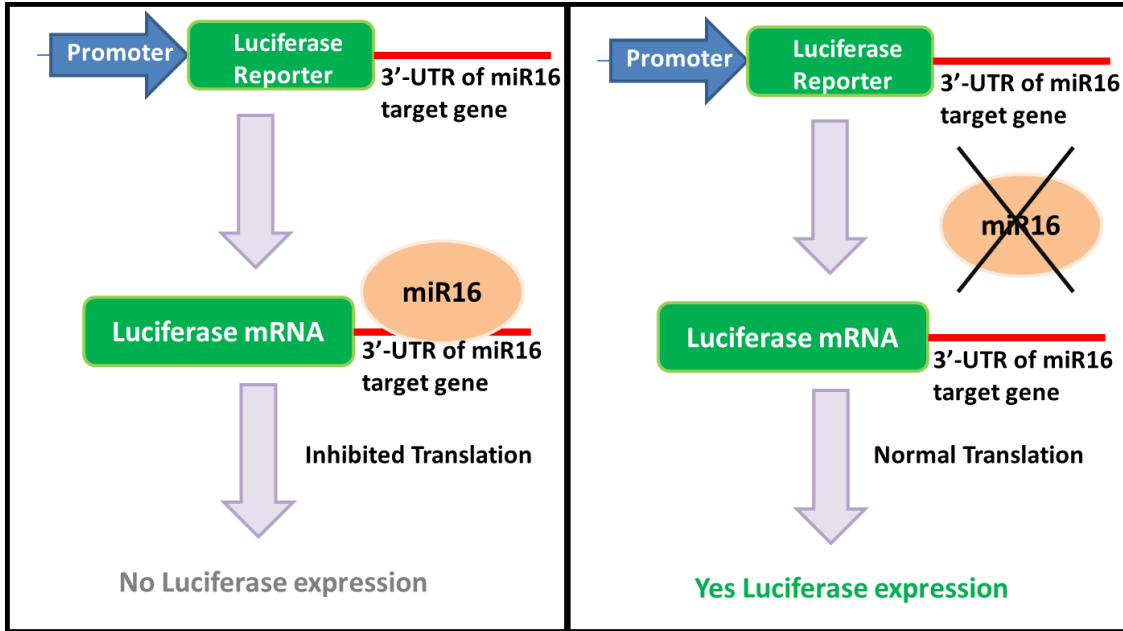 Promoter
Luciferase
Reporter
3’-UTR of miR16
target gene
miR16
Luciferase mRNA
3’-UTR of miR16
target gene
Inhibited Translation
No Luciferase expression
Promoter
Luciferase
Reporter
3’-UTR of miR16
target gene
miR16
Luciferase mRNA
3’-UTR of miR16
target gene
Normal Translation
Yes Luciferase expression